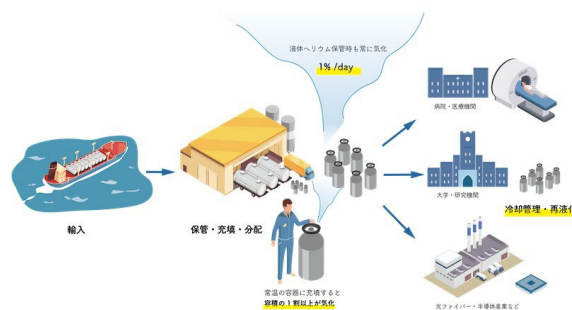 液体ヘリウム保管時も常に気化
1% /day
病院・医療機関
大学・研究機関
冷却管理・再液化
輸入
保管・充填・分配
常温の容器に充填すると
容積の1割以上が気化
光ファイバー・半導体産業など